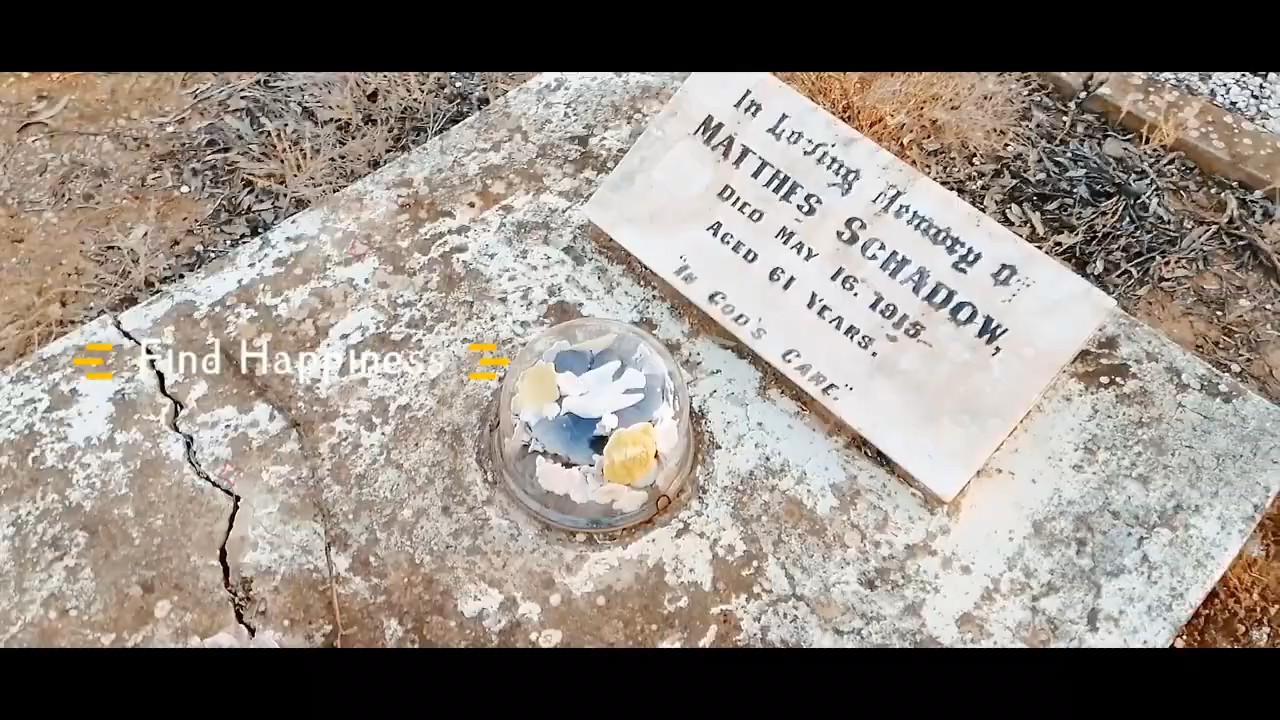 In Loving Memory Of
MATTHES SCHADOW,
DIED MAY 16. 1915.
AGED 61 YEARS.
"IN GOD'S CARE"
Find Happiness